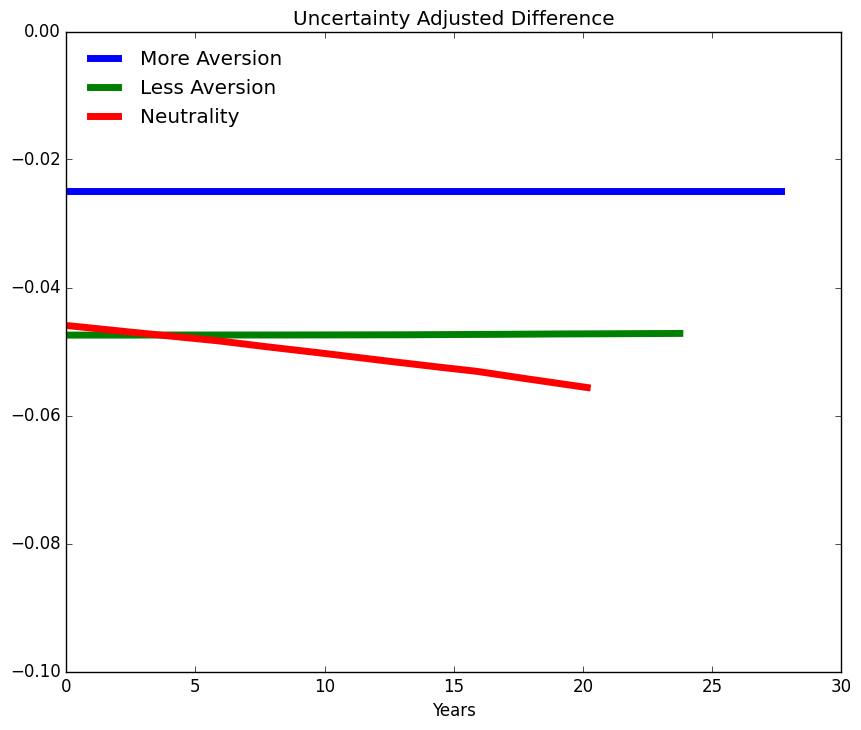 Uncertainty Adjusted Difference
0.00
More Aversion
Less Aversion
Neutrality
−0.02
−0.04
−0.06
−0.08
−0.10
0 5 10 15 20 25 30
Years